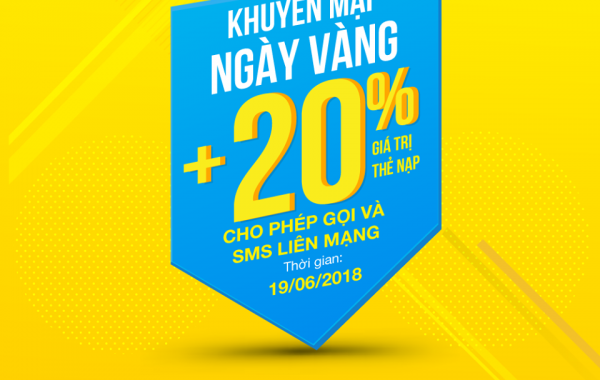 KHUYẾN MẠI
NGÀY VÀNG
+20%
GIÁ TRỊ
THẺ NẠP
CHO PHÉP GỌI VÀ
SMS LIÊN MẠNG
Thời gian:
19/06/2018